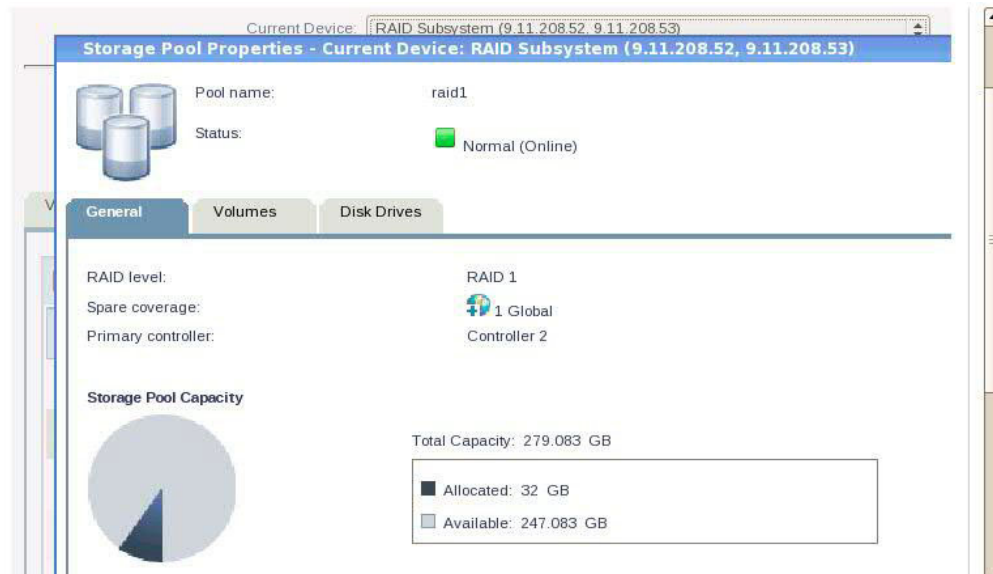 Current Device: RAID Subsystem (9.11.208.52, 9.11.208.53)
Storage Pool Properties - Current Device: RAID Subsystem (9.11.208.52, 9.11.208.53)
Pool name: raid1
Status: Normal (Online)
V
General Volumes Disk Drives
RAID level: RAID 1
Spare coverage: 1 Global
Primary controller: Controller 2
Storage Pool Capacity
Total Capacity: 279.083 GB
Allocated: 32 GB
Available: 247.083 GB